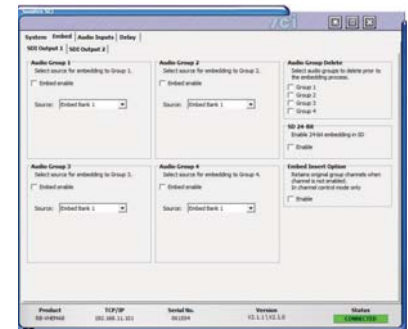 sci
System Embed Audio Inputs Delay
SDI Output 1 SDI Output 2
Audio Group 1
Select source for embedding to Group 1.
Embed enable
Source: Embed Bank 1
Audio Group 2
Select source for embedding to Group 2.
Embed enable
Source: Embed Bank 1
Audio Group Delete
Select audio groups to delete prior to
the embedding process.
Group 1
Group 2
Group 3
Group 4
SD 24-Bit
Enable 24-bit embedding in SD
Enable
Audio Group 3
Select source for embedding to Group 3.
Embed enable
Source: Embed Bank 1
Audio Group 4
Select source for embedding to Group 4.
Embed enable
Source: Embed Bank 1
Embed Insert Option
Retains original group channels when
channel is not enabled.
In channel control mode only
Enable
Product TCP/IP Serial No. Version Status
192.168.11.101 CONNECTED